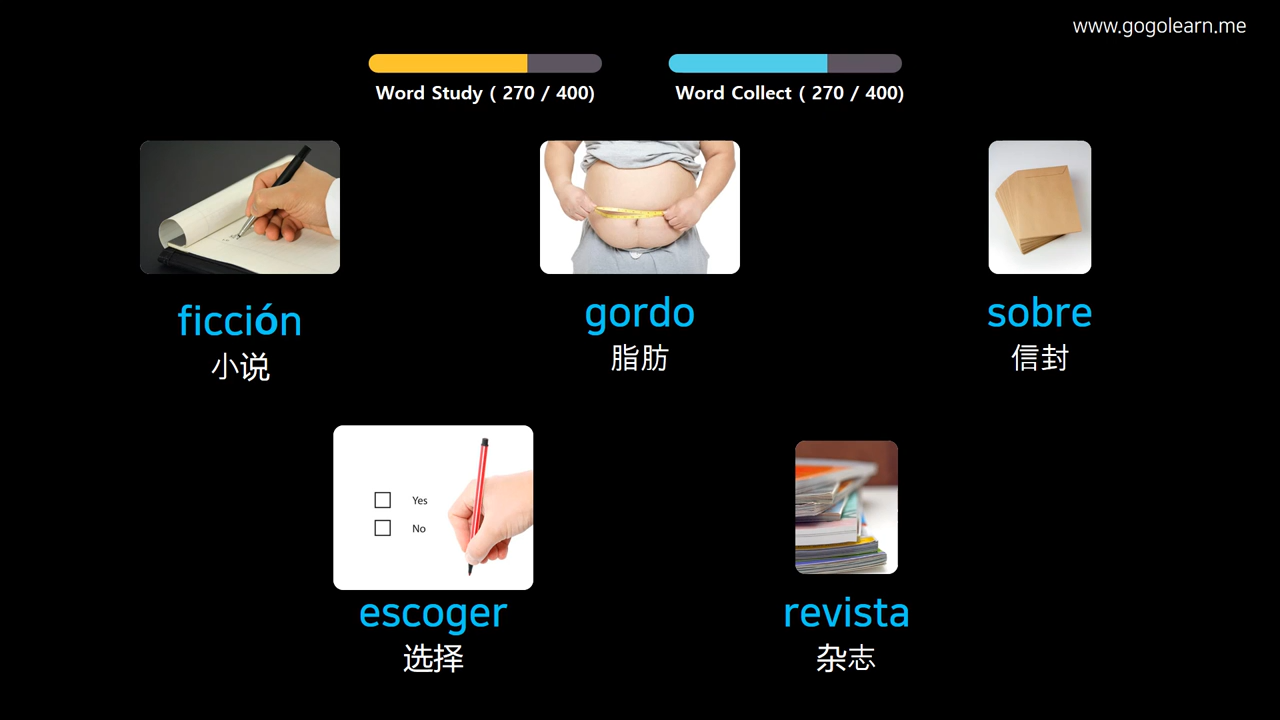 www.gogolearn.me
Word Study ( 270 / 400)
Word Collect ( 270 / 400)
ficción
小说
gordo
脂肪
sobre
信封
Yes
No
escoger
选择
revista
杂志